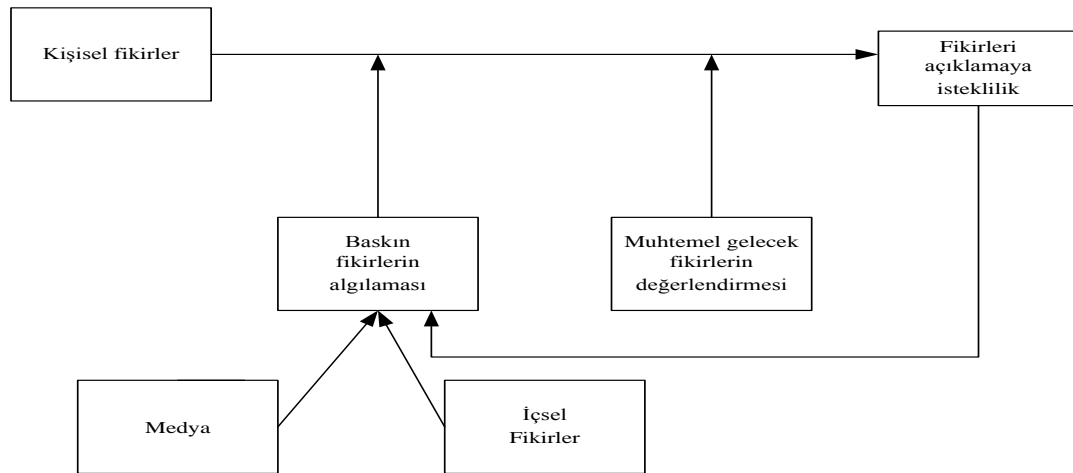 Kişisel fikirler
Fikirleri
açıklamaya
isteklilik
Baskın
fikirlerin
algılaması
Muhtemel gelecek
fikirlerin
değerlendirmesi
Medya
İçsel
Fikirler